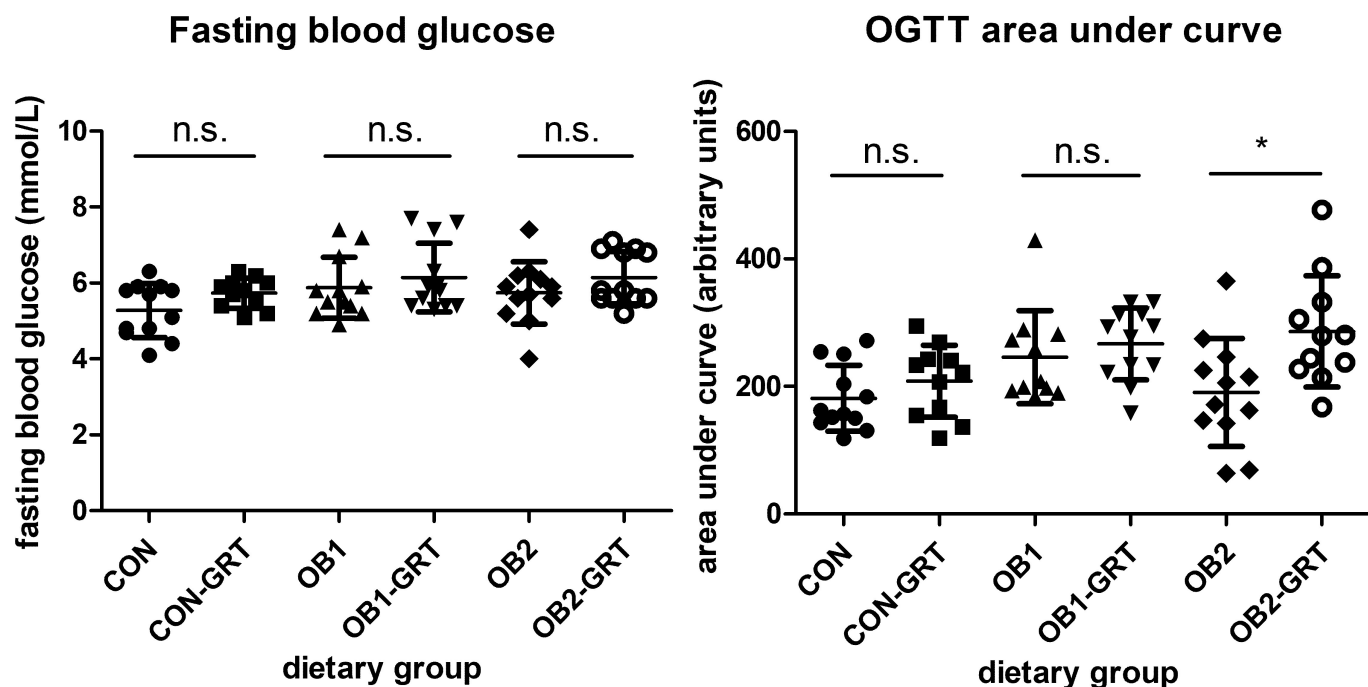 Fasting blood glucose
fasting blood glucose (mmol/L)
10
8
6
4
2
0
n.s.
n.s.
n.s.
CON
CON-GRT
OB1
OB1-GRT
OB2
OB2-GRT
dietary group
OGTT area under curve
area under curve (arbitrary units)
600
400
200
0
n.s.
n.s.
*
CON
CON-GRT
OB1
OB1-GRT
OB2
OB2-GRT
dietary group